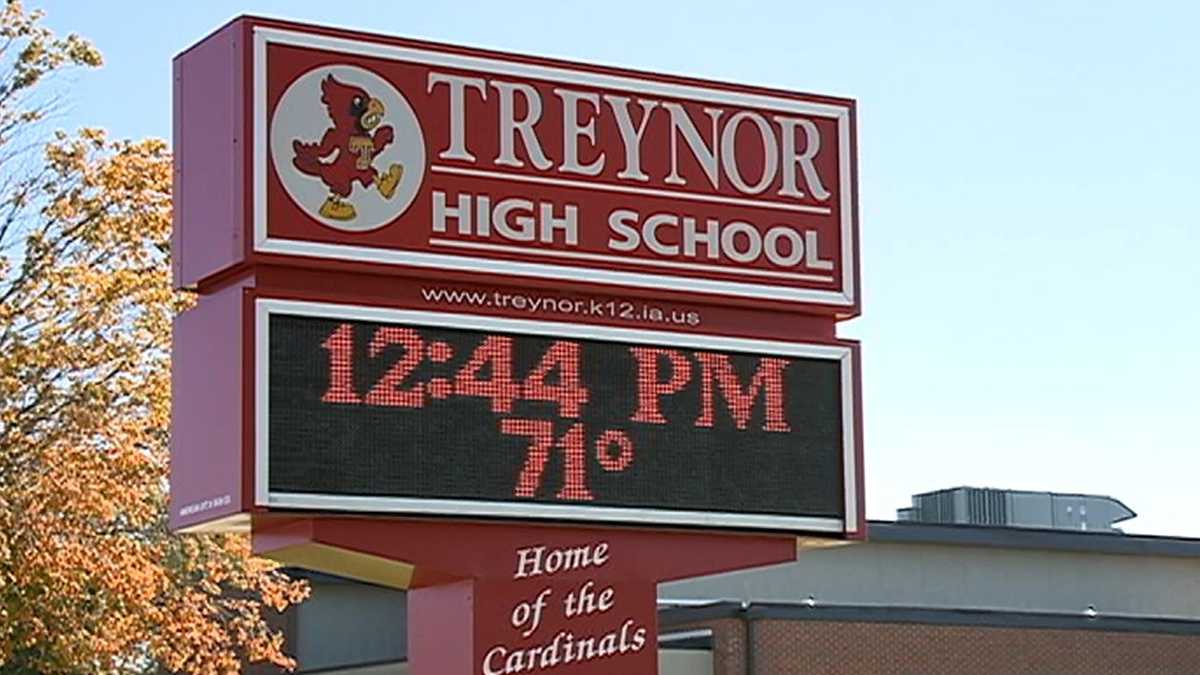 TREYNOR
HIGH SCHOOL
www.treynor.k12.ia.us
12:44 PM
71°
Home
of the
Cardinals
T